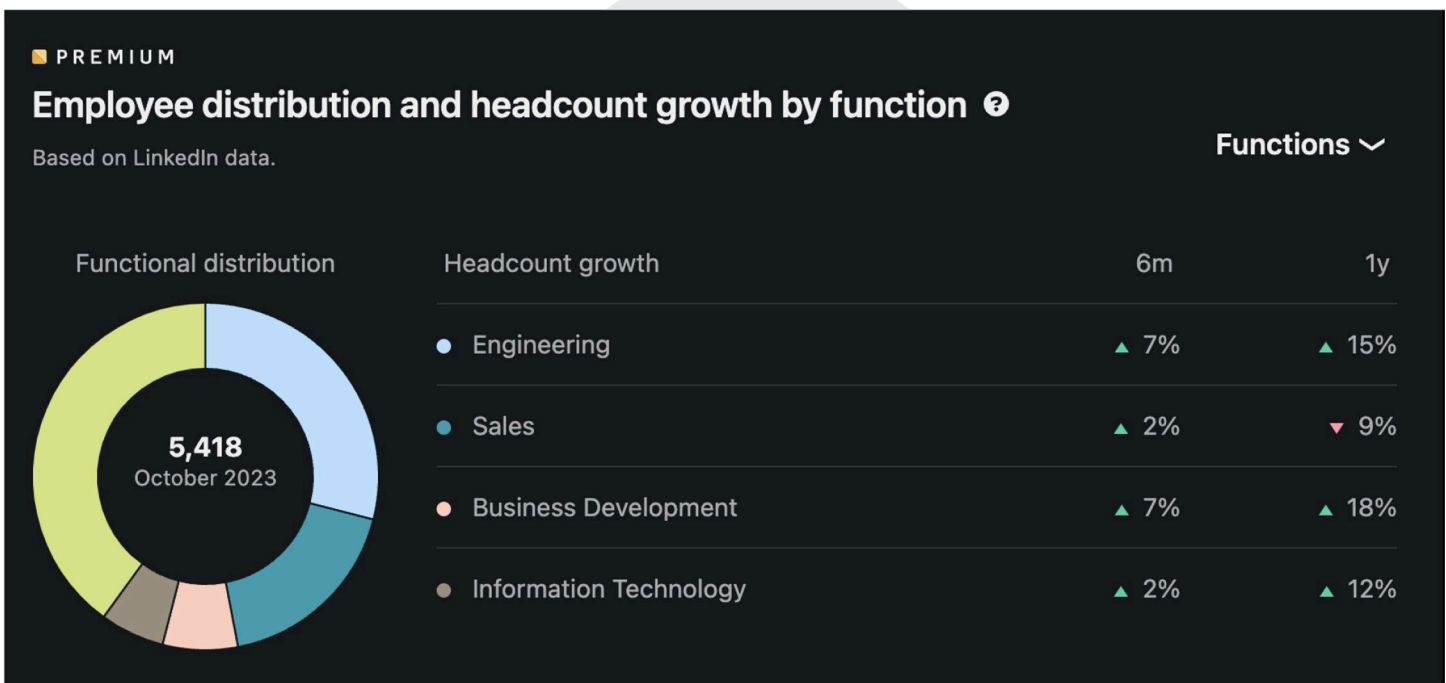 PREMIUM
Employee distribution and headcount growth by function ?
Based on LinkedIn data.
Functions
Functional distribution
5,418
October 2023
Headcount growth 6m 1y
Engineering ▲ 7% ▲ 15%
Sales ▲ 2% ▼ 9%
Business Development ▲ 7% ▲ 18%
Information Technology ▲ 2% ▲ 12%